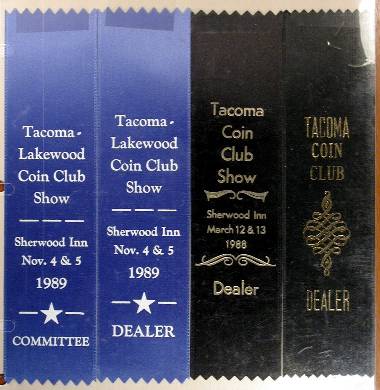 Tacoma -
Lakewood
Coin Club
Show
Sherwood Inn
Nov. 4 & 5
1989
COMMITTEE
Tacoma -
Lakewood
Coin Club
Show
Sherwood Inn
Nov. 4 & 5
1989
DEALER
Tacoma
Coin
Club
Show
Sherwood Inn
March 12 & 13
1988
Dealer
TACOMA
COIN
CLUB
DEALER